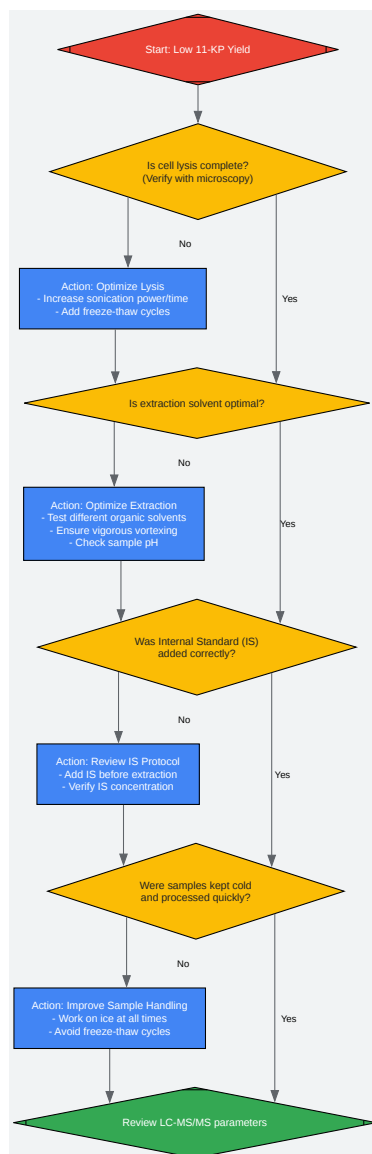 Start: Low 11-KP Yield
Is cell lysis complete?
(Verify with microscopy)
No
Yes
Action: Optimize Lysis
- Increase sonication power/time
- Add freeze-thaw cycles
Is extraction solvent optimal?
No
Yes
Action: Optimize Extraction
- Test different organic solvents
- Ensure vigorous vortexing
- Check sample pH
Was Internal Standard (IS)
added correctly?
No
Yes
Action: Review IS Protocol
- Add IS before extraction
- Verify IS concentration
Were samples kept cold
and processed quickly?
No
Yes
Action: Improve Sample Handling
- Work on ice at all times
- Avoid freeze-thaw cycles
Review LC-MS/MS parameters